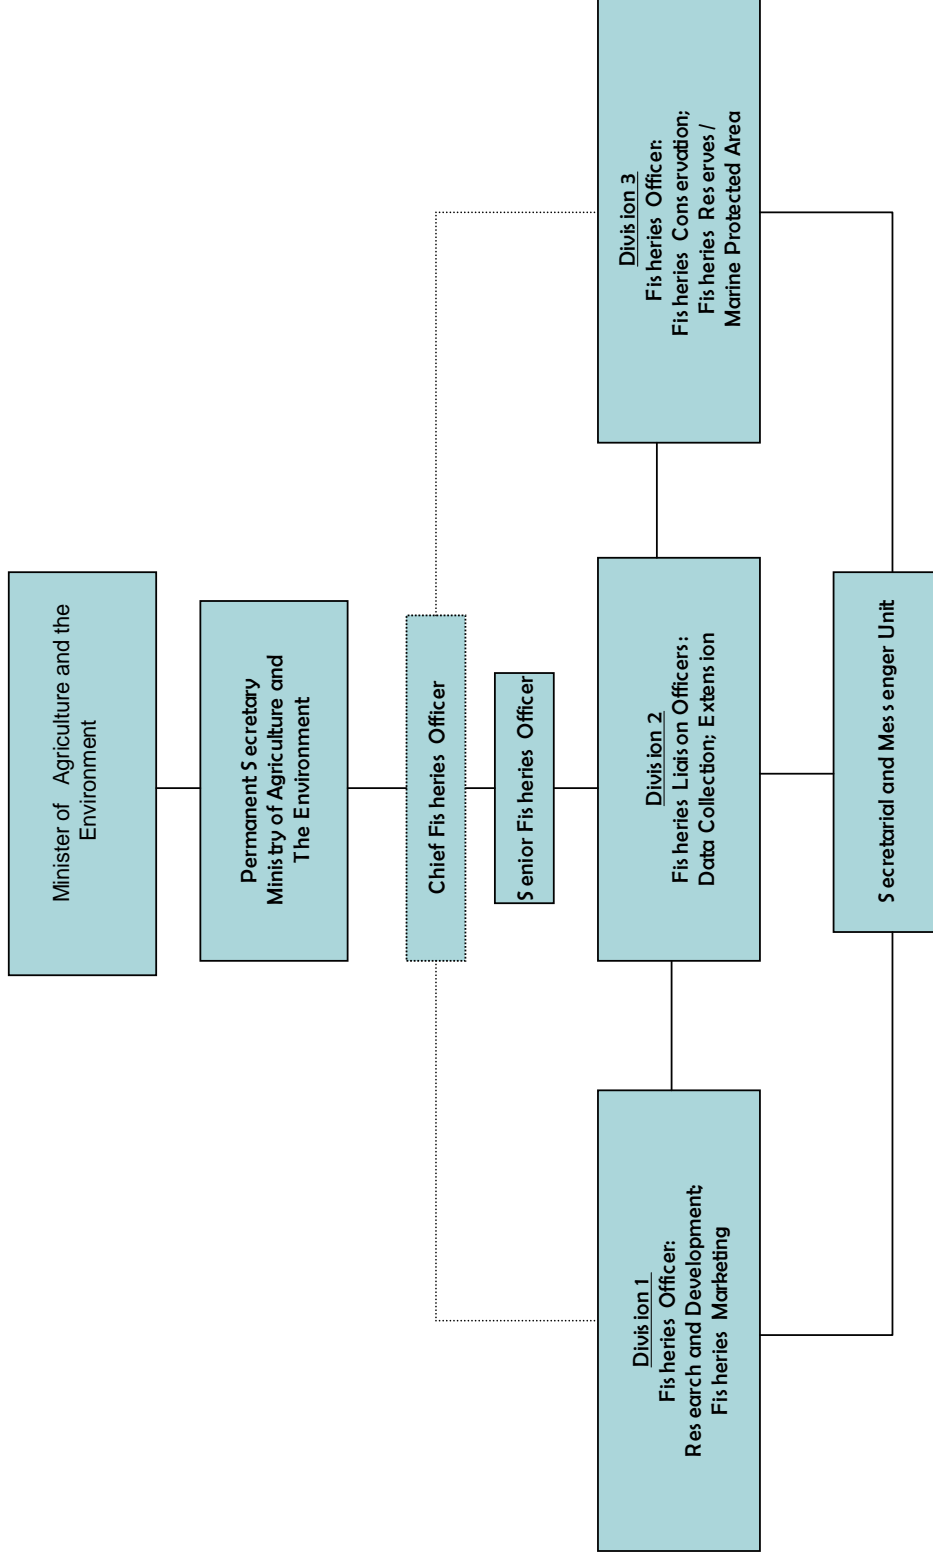 Minister of Agriculture and the
Environment
Permanent Secretary
Ministry of Agriculture and
The Environment
Chief Fisheries Officer
Senior Fisheries Officer
Division 1
Fisheries Officer:
Research and Development;
Fisheries Marketing
Division 2
Fisheries Liaison Officers:
Data Collection; Extension
Division 3
Fisheries Officer:
Fisheries Conservation;
Fisheries Reserves /
Marine Protected Area
Secretarial and Messenger Unit